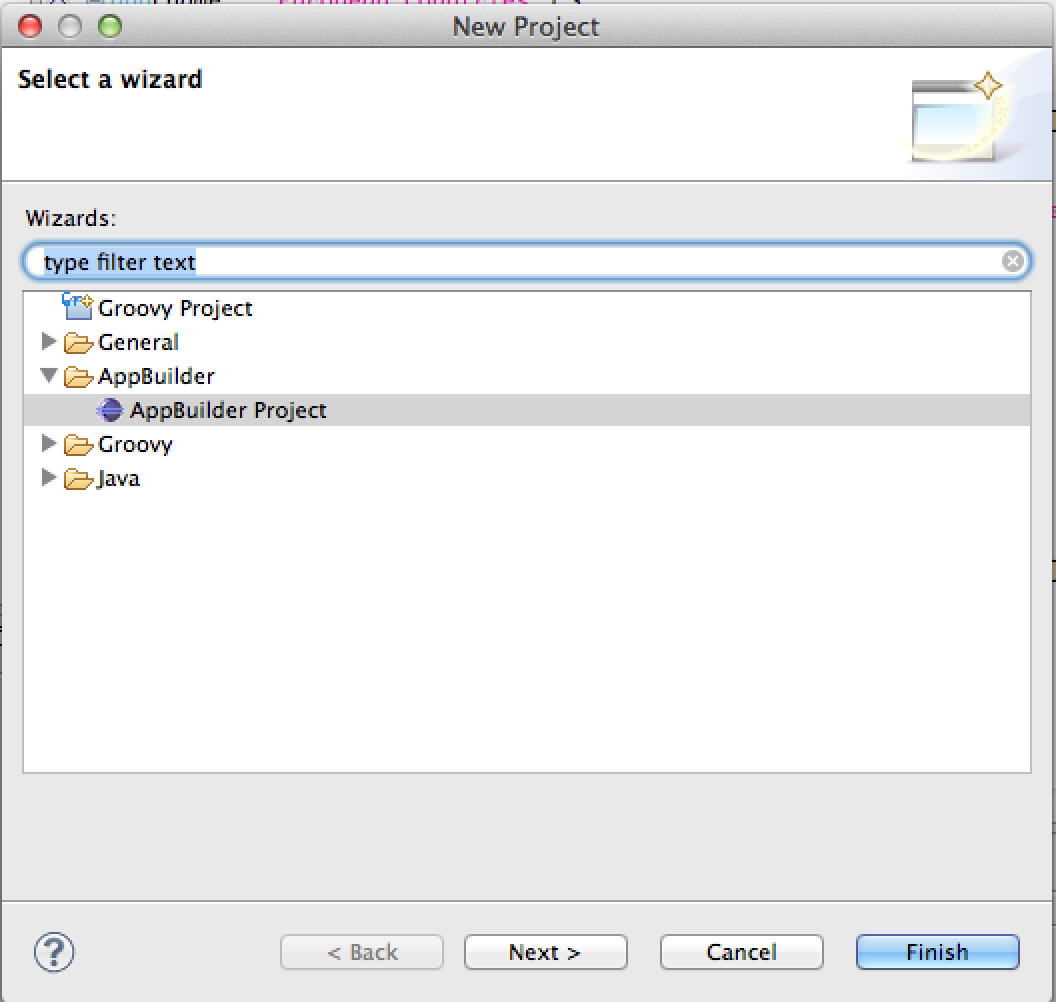 New Project
Select a wizard
Wizards:
type filter text
Groovy Project
General
AppBuilder
AppBuilder Project
Groovy
Java
?
< Back Next > Cancel Finish